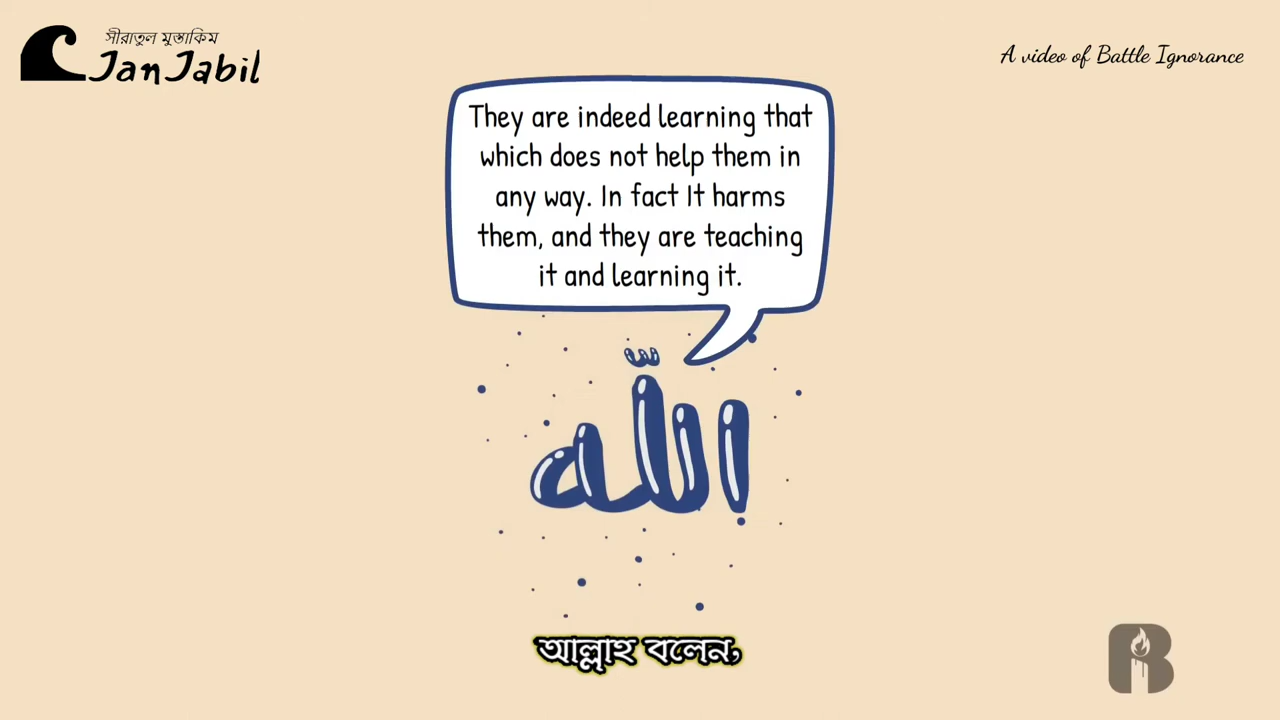 সীরাতুল মুস্তাকিম
JanJabil
A video of Battle Ignorance
They are indeed learning that
which does not help them in
any way. In fact It harms
them, and they are teaching
it and learning it.
الله
আল্লাহ বলেন,
B